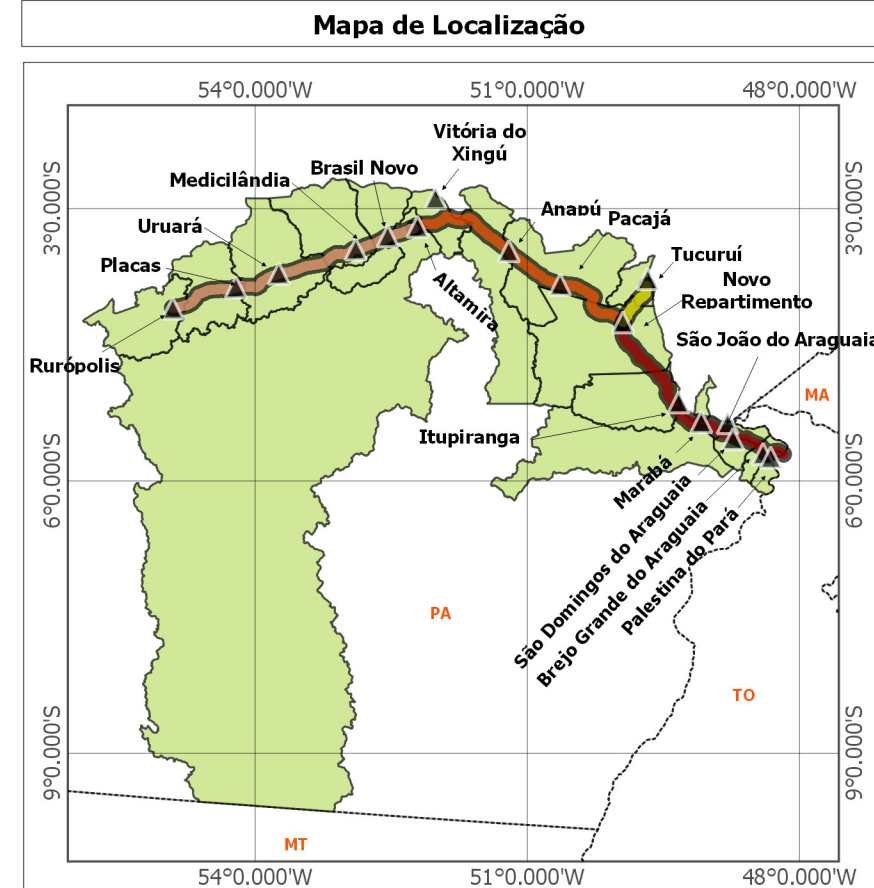 Mapa de Localização
54°0.000'W 51°0.000'W 48°0.000'W
Vitória do
Xingú
Brasil Novo
Medicilândia
3°0.000'S
3°0.000'S
Anapú
Pacajá
Uruará
Tucuruí
Placas
Novo
Repartimento
Altamira
São João do Araguaia
Rurópolis
MA
Itupiranga
Marabá
6°0.000'S
6°0.000'S
São Domingos do Araguaia
Brejo Grande do Araguaia
Palestina do Pará
PA
TO
9°0.000'S
9°0.000'S
MT
54°0.000'W 51°0.000'W 48°0.000'W